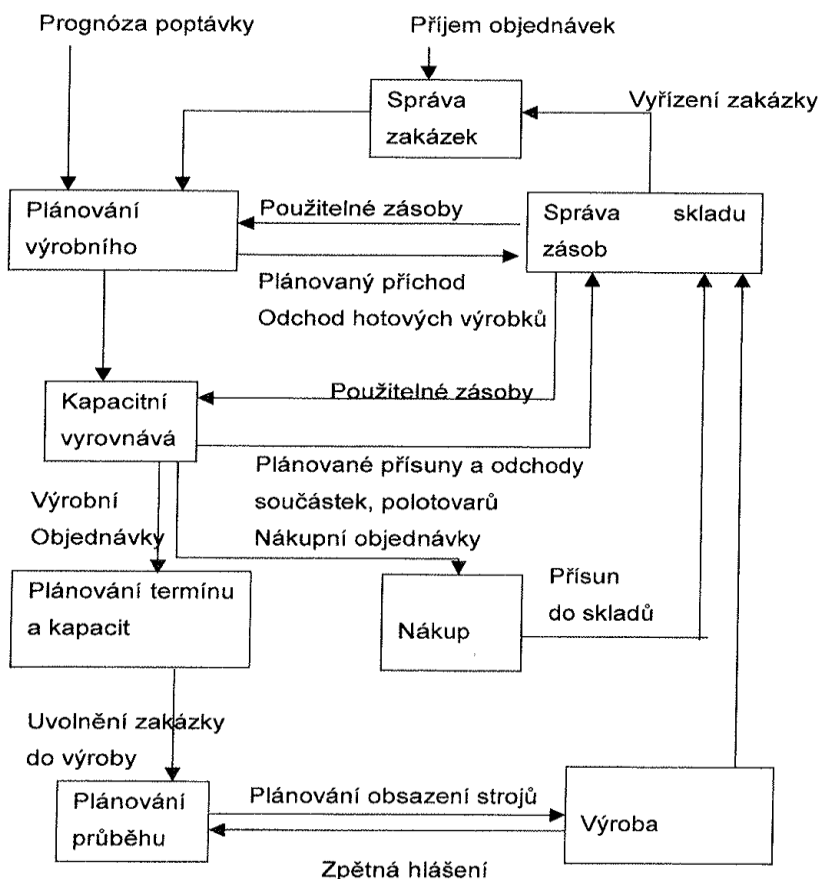 Prognóza poptávky
Příjem objednávek
Správa
zakázek
Vyřízení zakázky
Plánování
výrobního
Použitelné zásoby
Správa skladu
zásob
Plánovaný příchod
Odchod hotových výrobků
Kapacitní
vyrovnává
Použitelné zásoby
Plánované přísuny a odchody
součástek, polotovarů
Nákupní objednávky
Výrobní
Objednávky
Plánování termínu
a kapacit
Nákup
Přísun
do skladů
Uvolnění zakázky
do výroby
Plánování
průběhu
Plánování obsazení strojů
Výroba
Zpětná hlášení